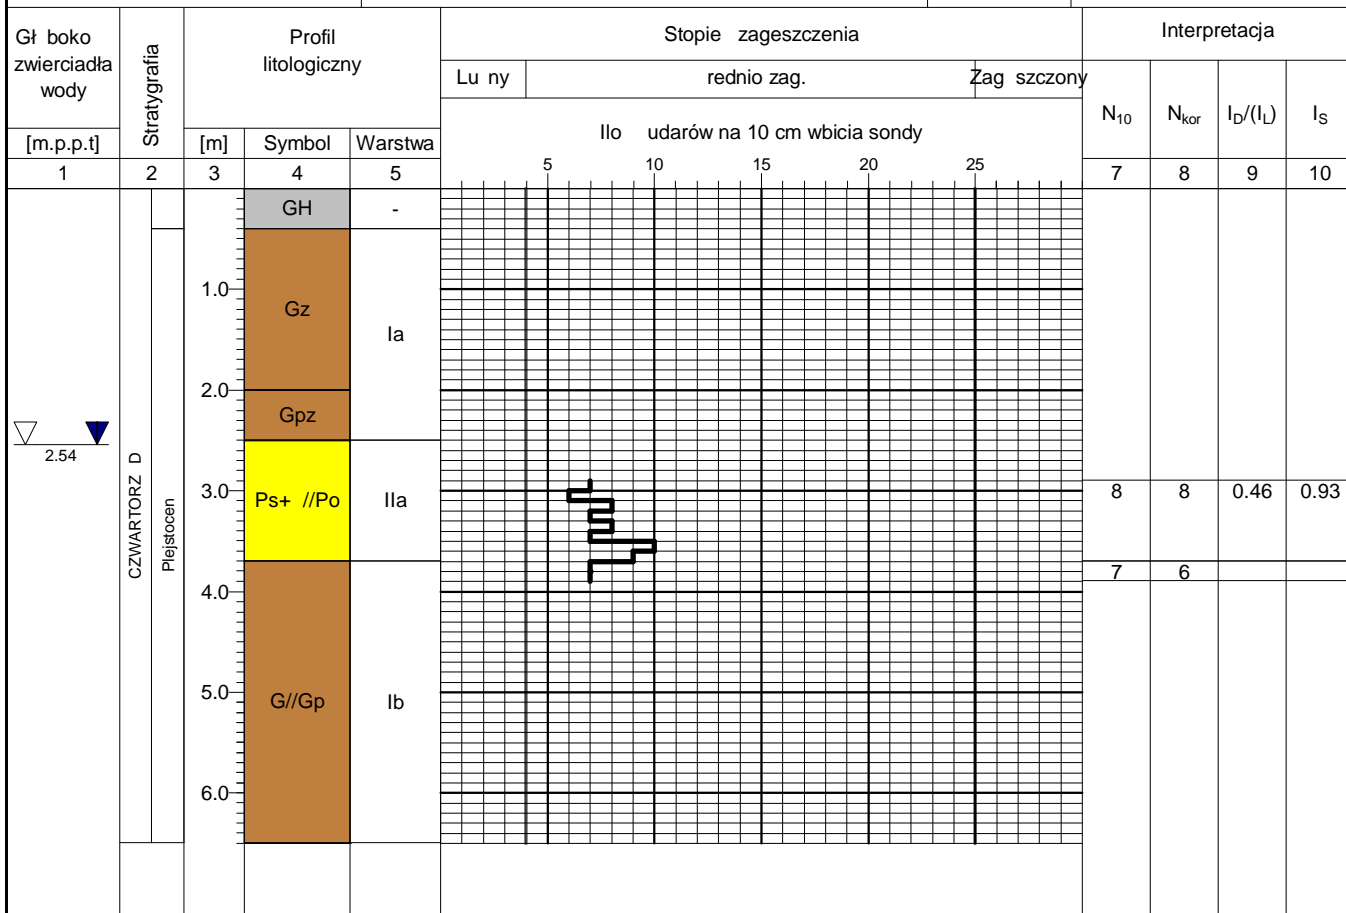 Gł boko
zwierciadła
wody
[m.p.p.t]
Stratygrafia
Profil
litologiczny
[m]
Symbol
Warstwa
Stopie zageszczenia
Lu ny
rednio zag.
Zag szczony
Ilo udarów na 10 cm wbicia sondy
5 10 15 20 25
Interpretacja
N10 Nkor ID/(IL) IS
1 2 3 4 5 7 8 9 10
GH -
1.0
Gz
Ia
2.0
Gpz
2.54
CZWARTORZ D
Plejstocen
3.0
Ps+ //Po
IIa
8 8 0.46 0.93
7 6
4.0
5.0
G//Gp
Ib
6.0